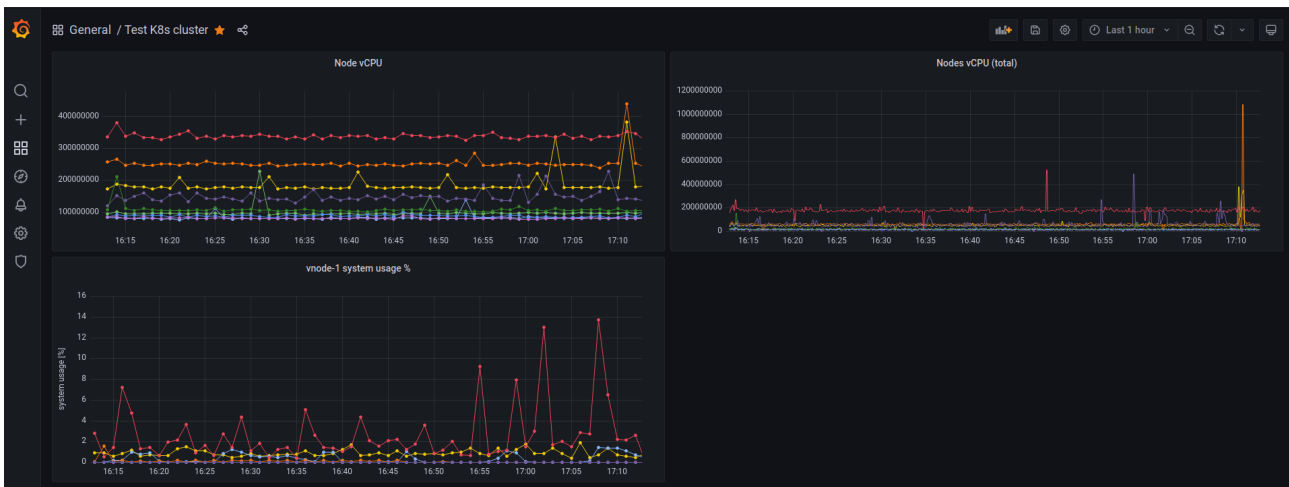 General / Test K8s cluster
Last 1 hour
Node vCPU
400000000
300000000
200000000
100000000
16:15 16:20 16:25 16:30 16:35 16:40 16:45 16:50 16:55 17:00 17:05 17:10
Nodes vCPU (total)
1200000000
1000000000
800000000
600000000
400000000
200000000
0
16:15 16:20 16:25 16:30 16:35 16:40 16:45 16:50 16:55 17:00 17:05 17:10
vnode-1 system usage %
system usage [%]
16
14
12
10
8
6
4
2
0
16:15 16:20 16:25 16:30 16:35 16:40 16:45 16:50 16:55 17:00 17:05 17:10